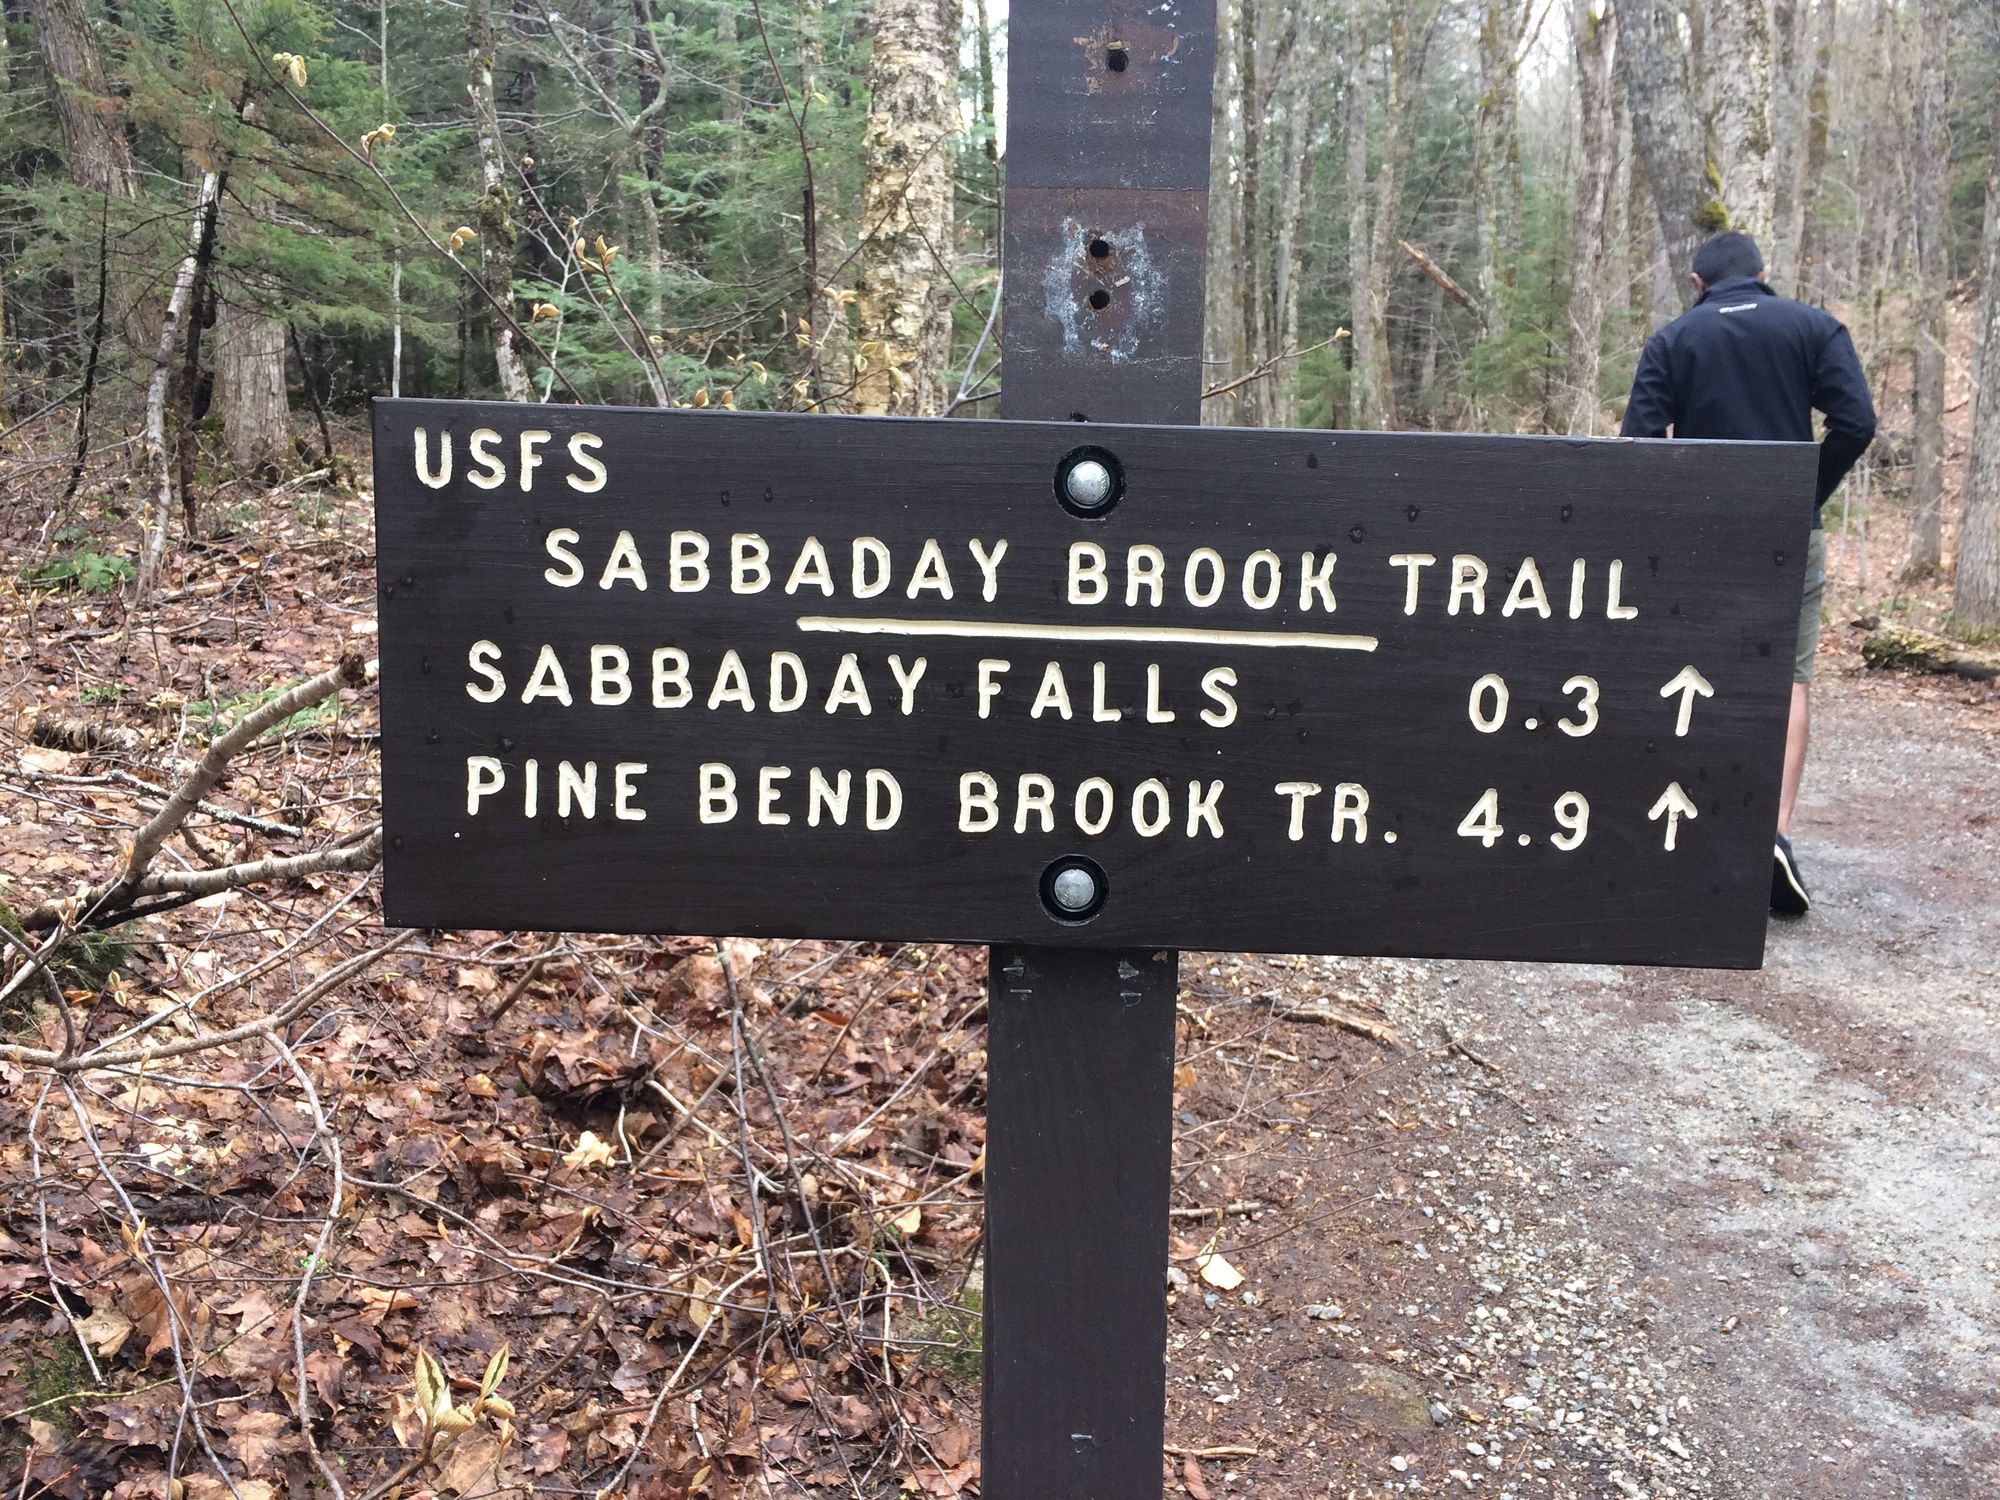 USFS
SABBADAY BROOK TRAIL
SABBADAY FALLS 0.3 ↑
PINE BEND BROOK TR. 4.9 ↑